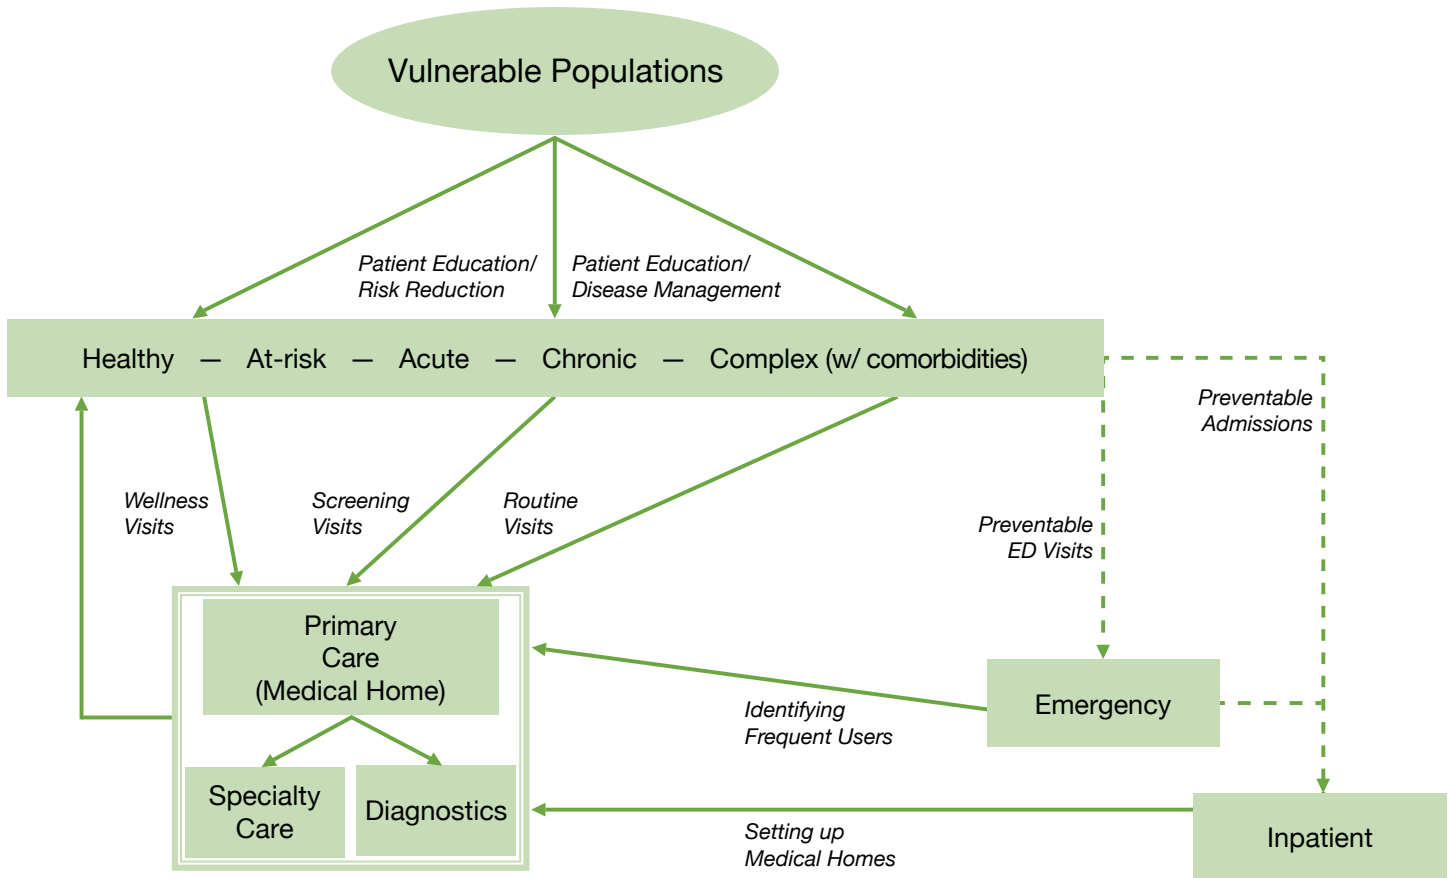 Vulnerable Populations
Patient Education/
Risk Reduction
Patient Education/
Disease Management
Healthy — At-risk — Acute — Chronic — Complex (w/ comorbidities)
Preventable
Admissions
Wellness
Visits
Screening
Visits
Routine
Visits
Preventable
ED Visits
Primary
Care
(Medical Home)
Emergency
Identifying
Frequent Users
Specialty
Care
Diagnostics
Setting up
Medical Homes
Inpatient